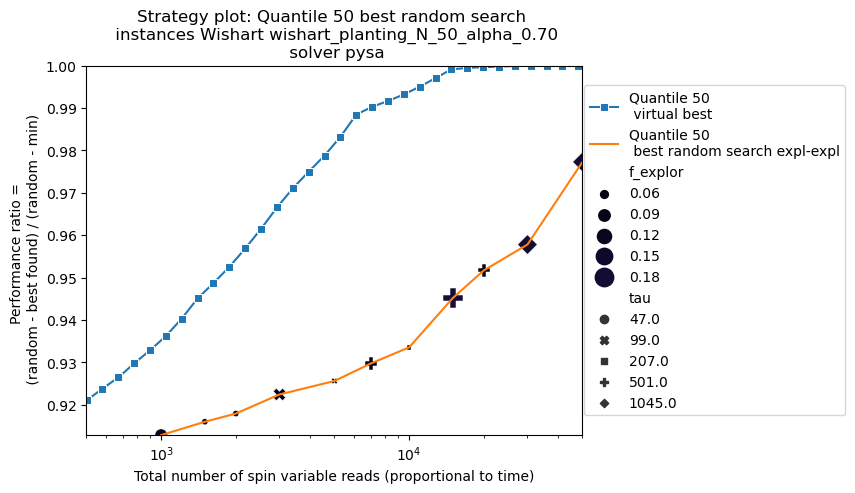 Strategy plot: Quantile 50 best random search
instances Wishart wishart_planting_N_50_alpha_0.70
solver pysa
Performance ratio =
(random - best found) / (random - min)
1.00
0.99
0.98
0.97
0.96
0.95
0.94
0.93
0.92
10^3
10^4
Total number of spin variable reads (proportional to time)
Quantile 50
virtual best
Quantile 50
best random search expl-expl
f_explor
0.06
0.09
0.12
0.15
0.18
tau
47.0
99.0
207.0
501.0
1045.0